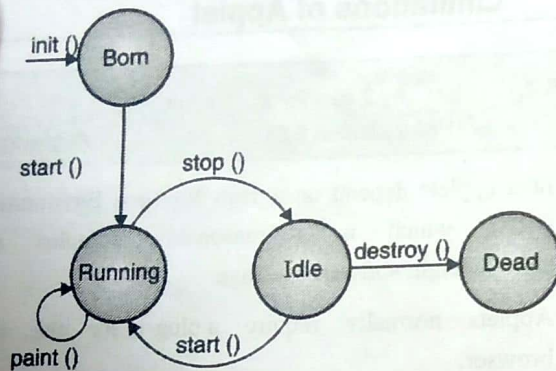 init ()
Born
start ()
stop ()
Running
Idle
destroy ()
Dead
paint ()
start ()